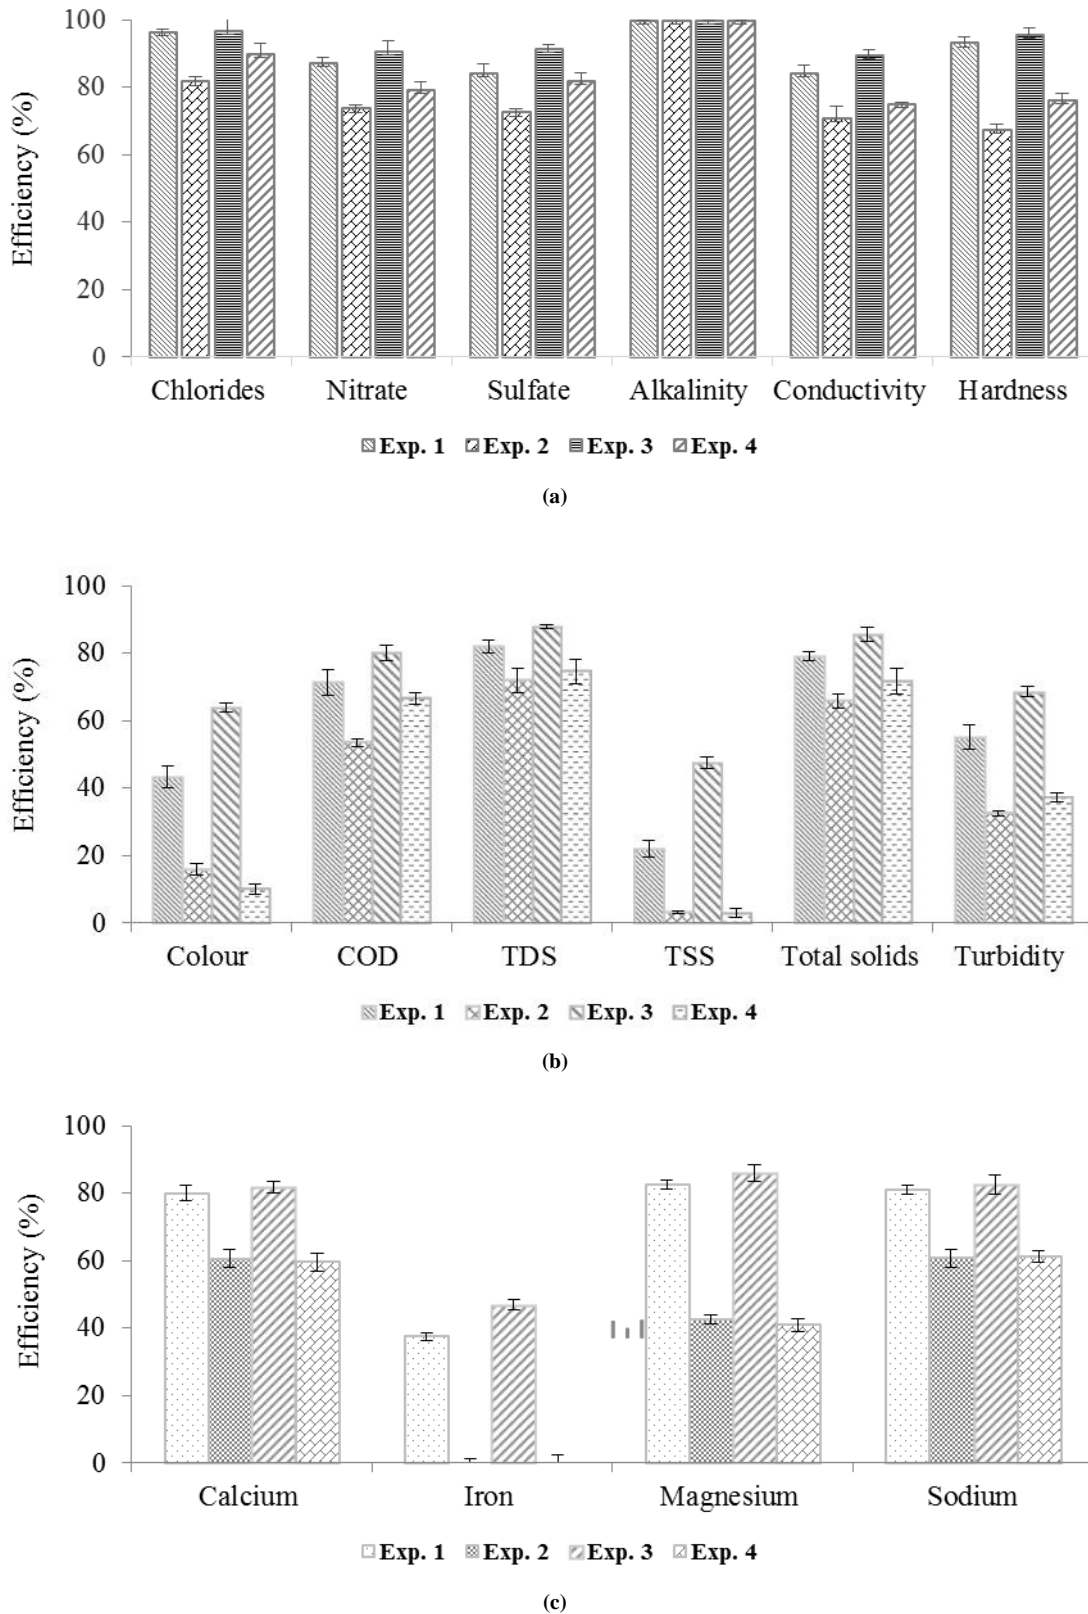 100
80
60
40
20
0
Efficiency (%)
Chlorides Nitrate Sulfate Alkalinity Conductivity Hardness
Exp. 1 Exp. 2 Exp. 3 Exp. 4
(a)
100
80
60
40
20
0
Efficiency (%)
Colour COD TDS TSS Total solids Turbidity
Exp. 1 Exp. 2 Exp. 3 Exp. 4
(b)
100
80
60
40
20
0
Efficiency (%)
Calcium Iron Magnesium Sodium
Exp. 1 Exp. 2 Exp. 3 Exp. 4
(c)